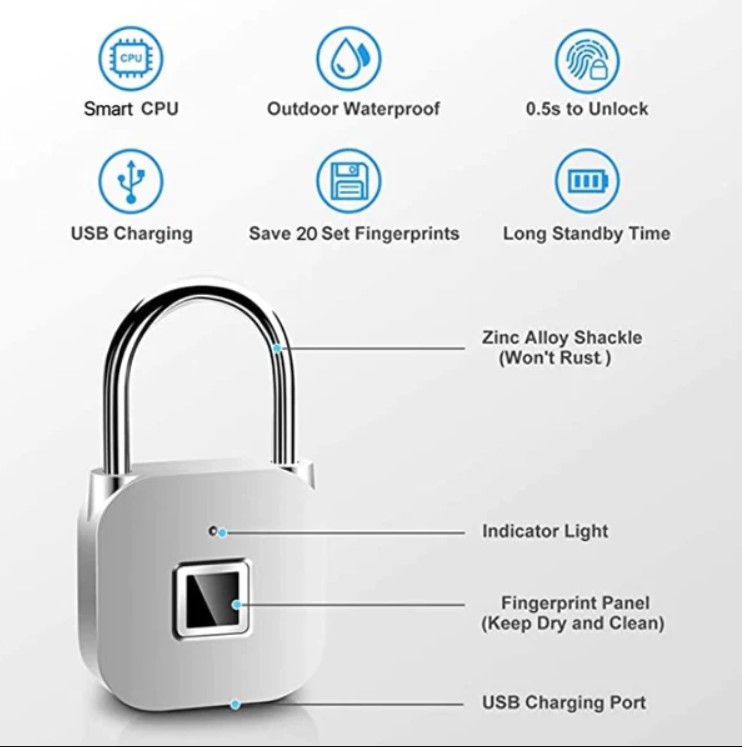 CPU
Smart CPU
Outdoor Waterproof
0.5s to Unlock
USB Charging
Save 20 Set Fingerprints
Long Standby Time
Zinc Alloy Shackle
(Won't Rust)
Indicator Light
Fingerprint Panel
(Keep Dry and Clean)
USB Charging Port